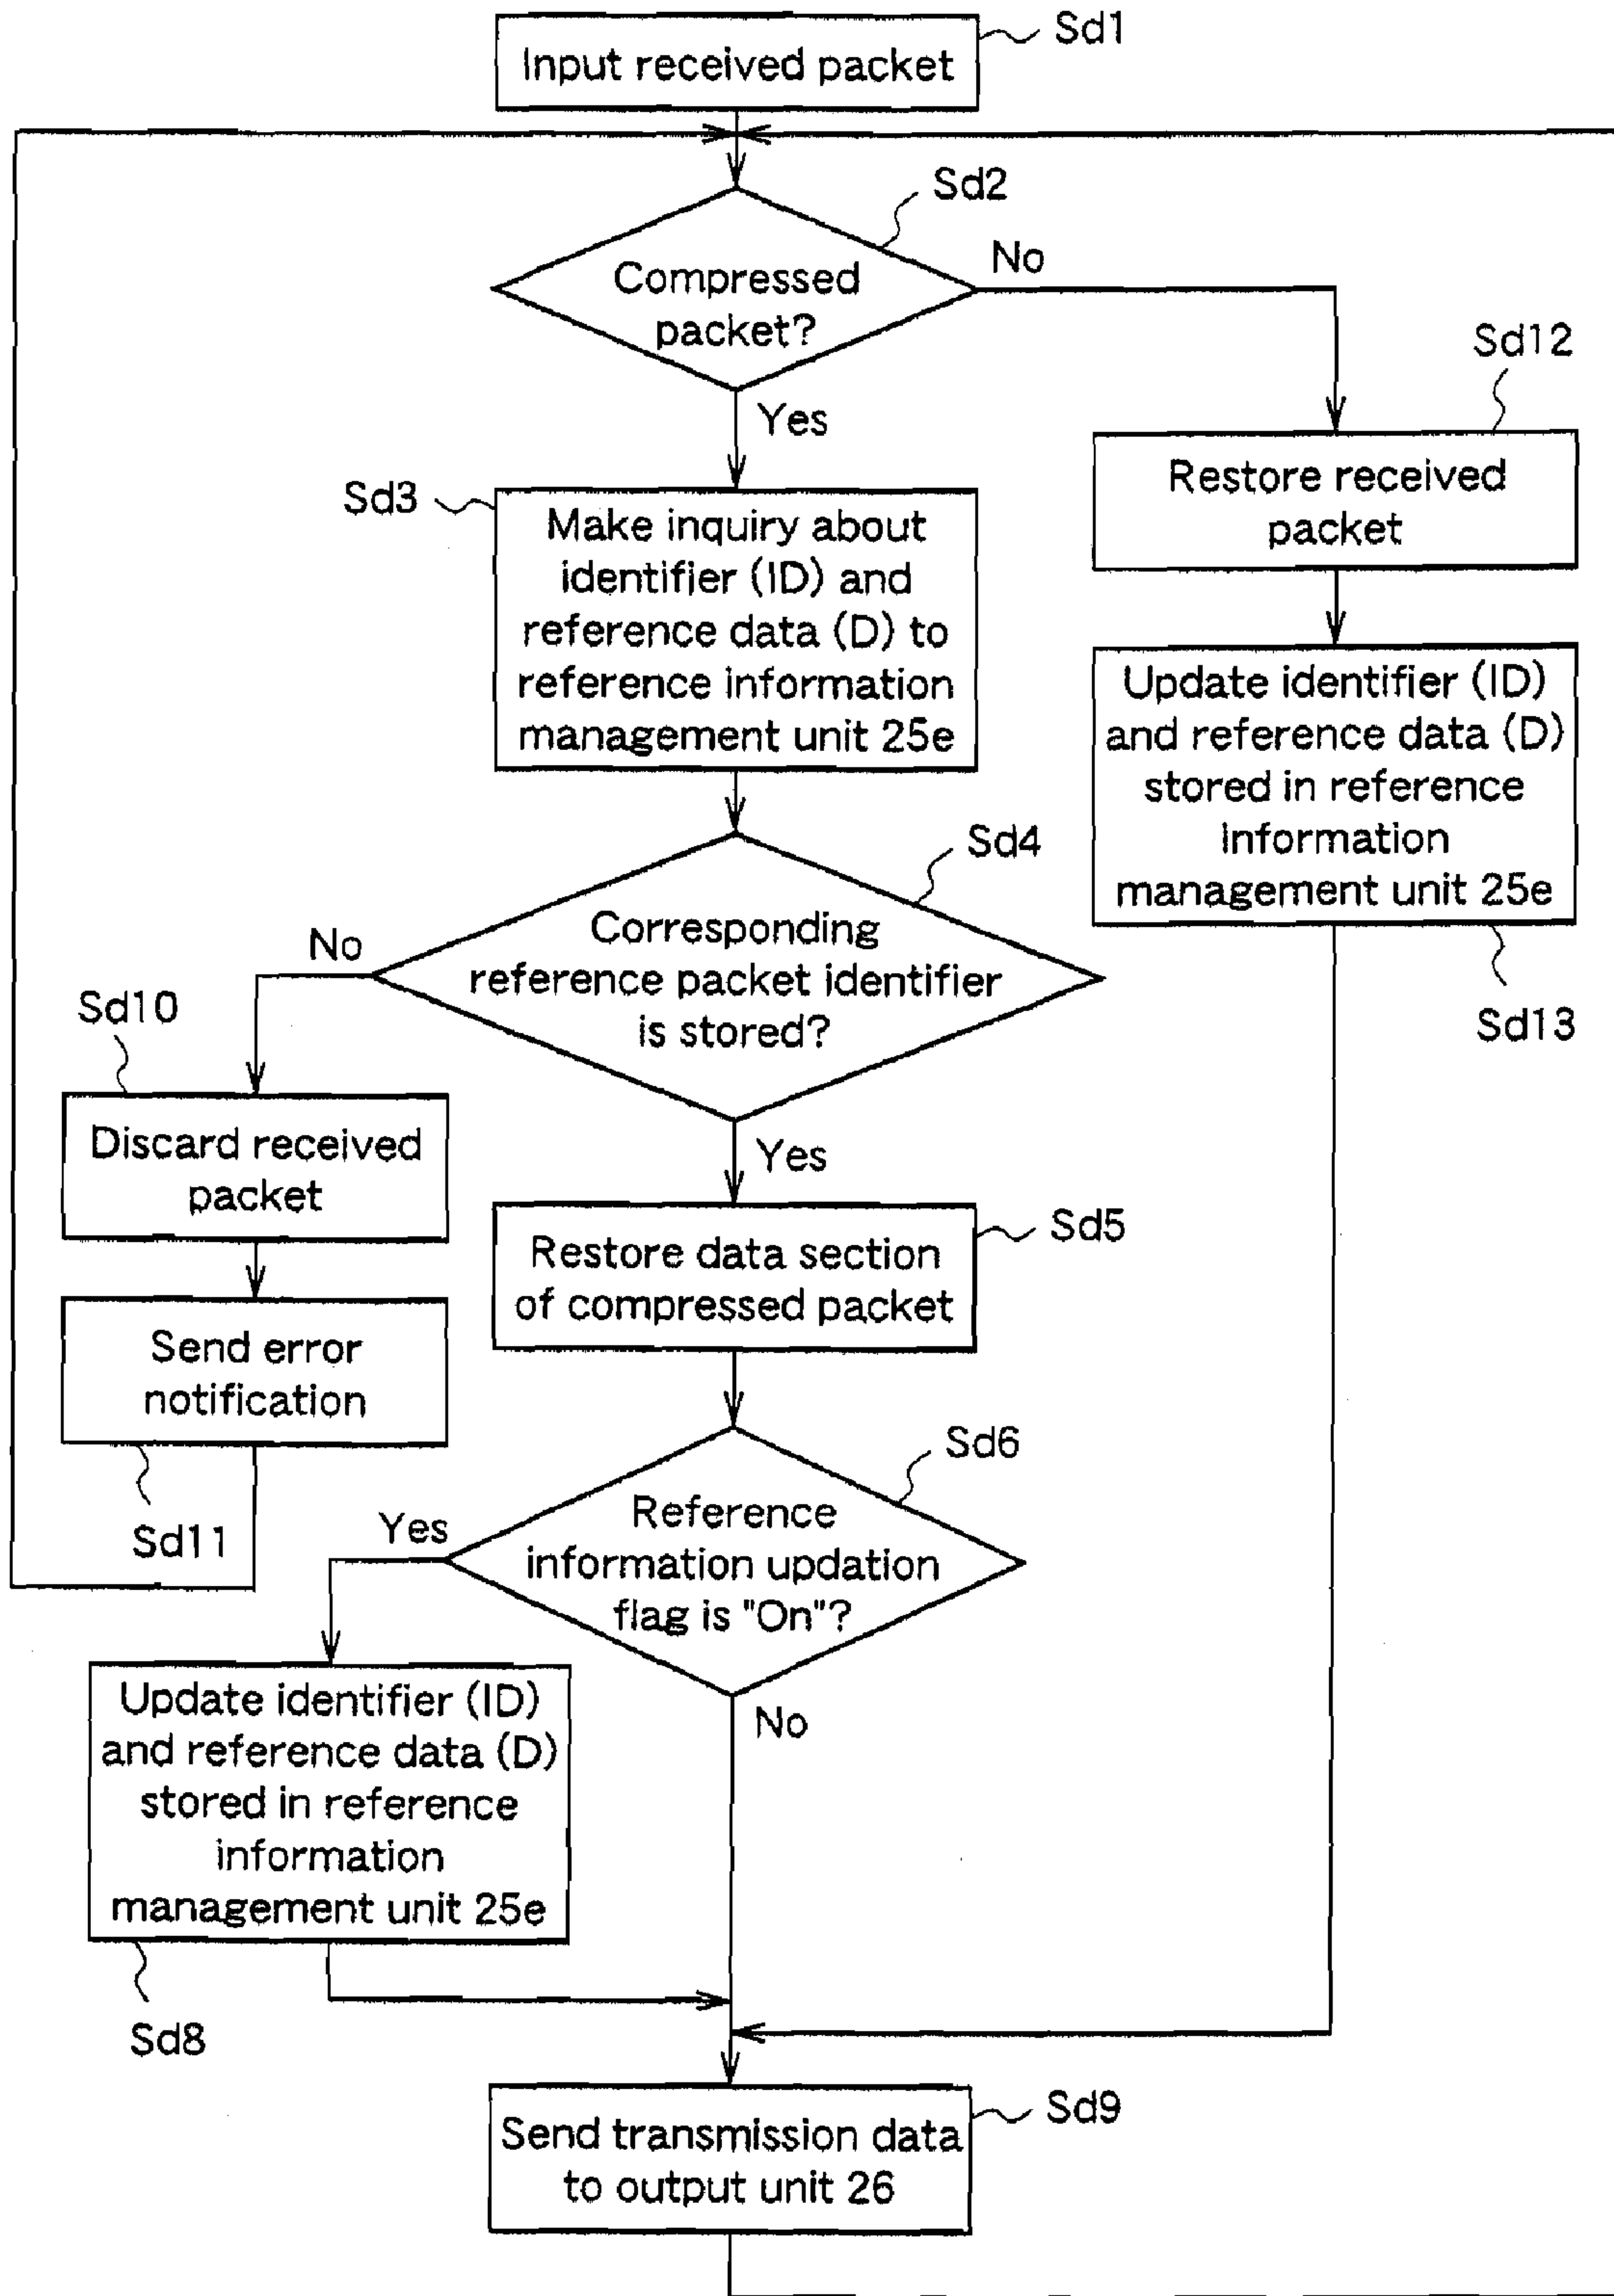 Sd1
Input received packet
Sd2
Compressed
packet?
No
Yes
Sd12
Restore received
packet
Sd3
Make inquiry about
identifier (ID) and
reference data (D) to
reference information
management unit 25e
Update identifier (ID)
and reference data (D)
stored in reference
information
management unit 25e
Sd13
Sd4
Corresponding
reference packet identifier
is stored?
No
Yes
Sd10
Discard received
packet
Send error
notification
Sd11
Sd5
Restore data section
of compressed packet
Sd6
Reference
information updation
flag is "On"?
Yes
No
Update identifier (ID)
and reference data (D)
stored in reference
information
management unit 25e
Sd8
Sd9
Send transmission data
to output unit 26